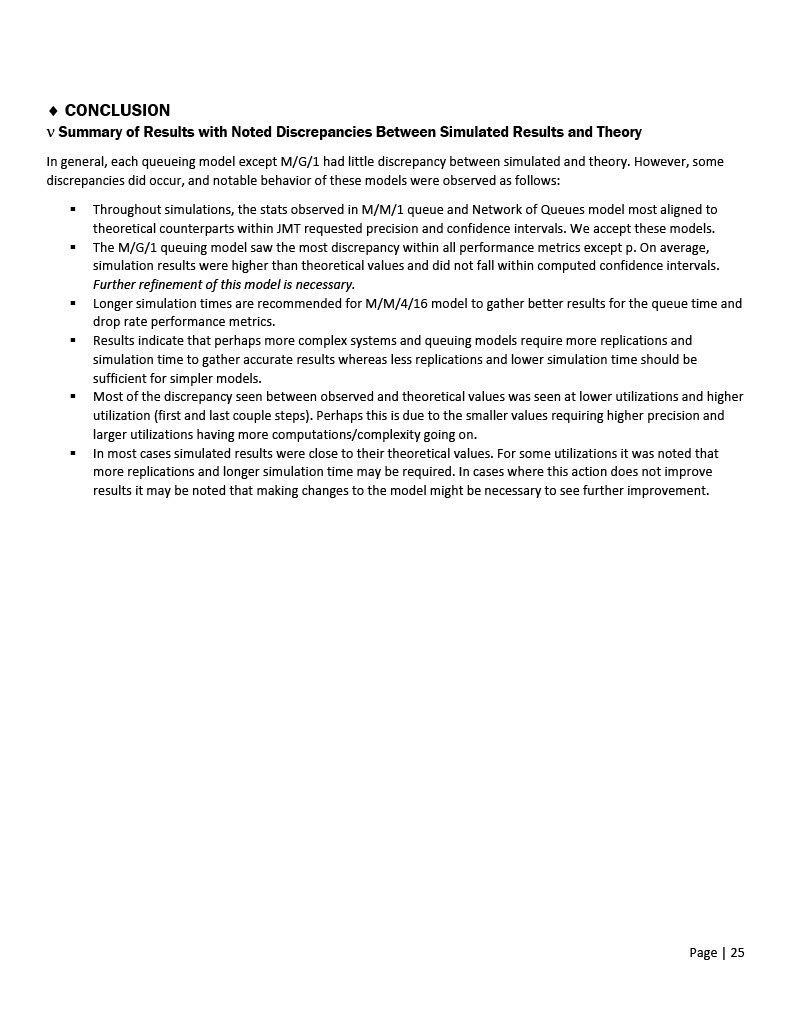 ♦ CONCLUSION
ν Summary of Results with Noted Discrepancies Between Simulated Results and Theory
In general, each queueing model except M/G/1 had little discrepancy between simulated and theory. However, some
discrepancies did occur, and notable behavior of these models were observed as follows:
▪ Throughout simulations, the stats observed in M/M/1 queue and Network of Queues model most aligned to
theoretical counterparts within JMT requested precision and confidence intervals. We accept these models.
▪ The M/G/1 queuing model saw the most discrepancy within all performance metrics except p. On average,
simulation results were higher than theoretical values and did not fall within computed confidence intervals.
Further refinement of this model is necessary.
▪ Longer simulation times are recommended for M/M/4/16 model to gather better results for the queue time and
drop rate performance metrics.
▪ Results indicate that perhaps more complex systems and queuing models require more replications and
simulation time to gather accurate results whereas less replications and lower simulation time should be
sufficient for simpler models.
▪ Most of the discrepancy seen between observed and theoretical values was seen at lower utilizations and higher
utilization (first and last couple steps). Perhaps this is due to the smaller values requiring higher precision and
larger utilizations having more computations/complexity going on.
▪ In most cases simulated results were close to their theoretical values. For some utilizations it was noted that
more replications and longer simulation time may be required. In cases where this action does not improve
results it may be noted that making changes to the model might be necessary to see further improvement.
Page | 25